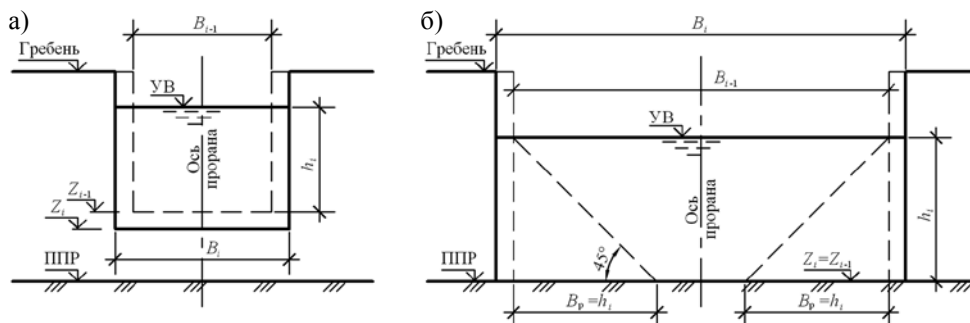 а)
B_{i-1}
Гребень
УВ
Ось прорана
h_i
Z_{i-1}
Z_i
ППР
B_i
б)
B_i
Гребень
B_{i-1}
УВ
Ось прорана
h_i
45°
ППР
Z_i=Z_{i-1}
B_р=h_i
B_р=h_i